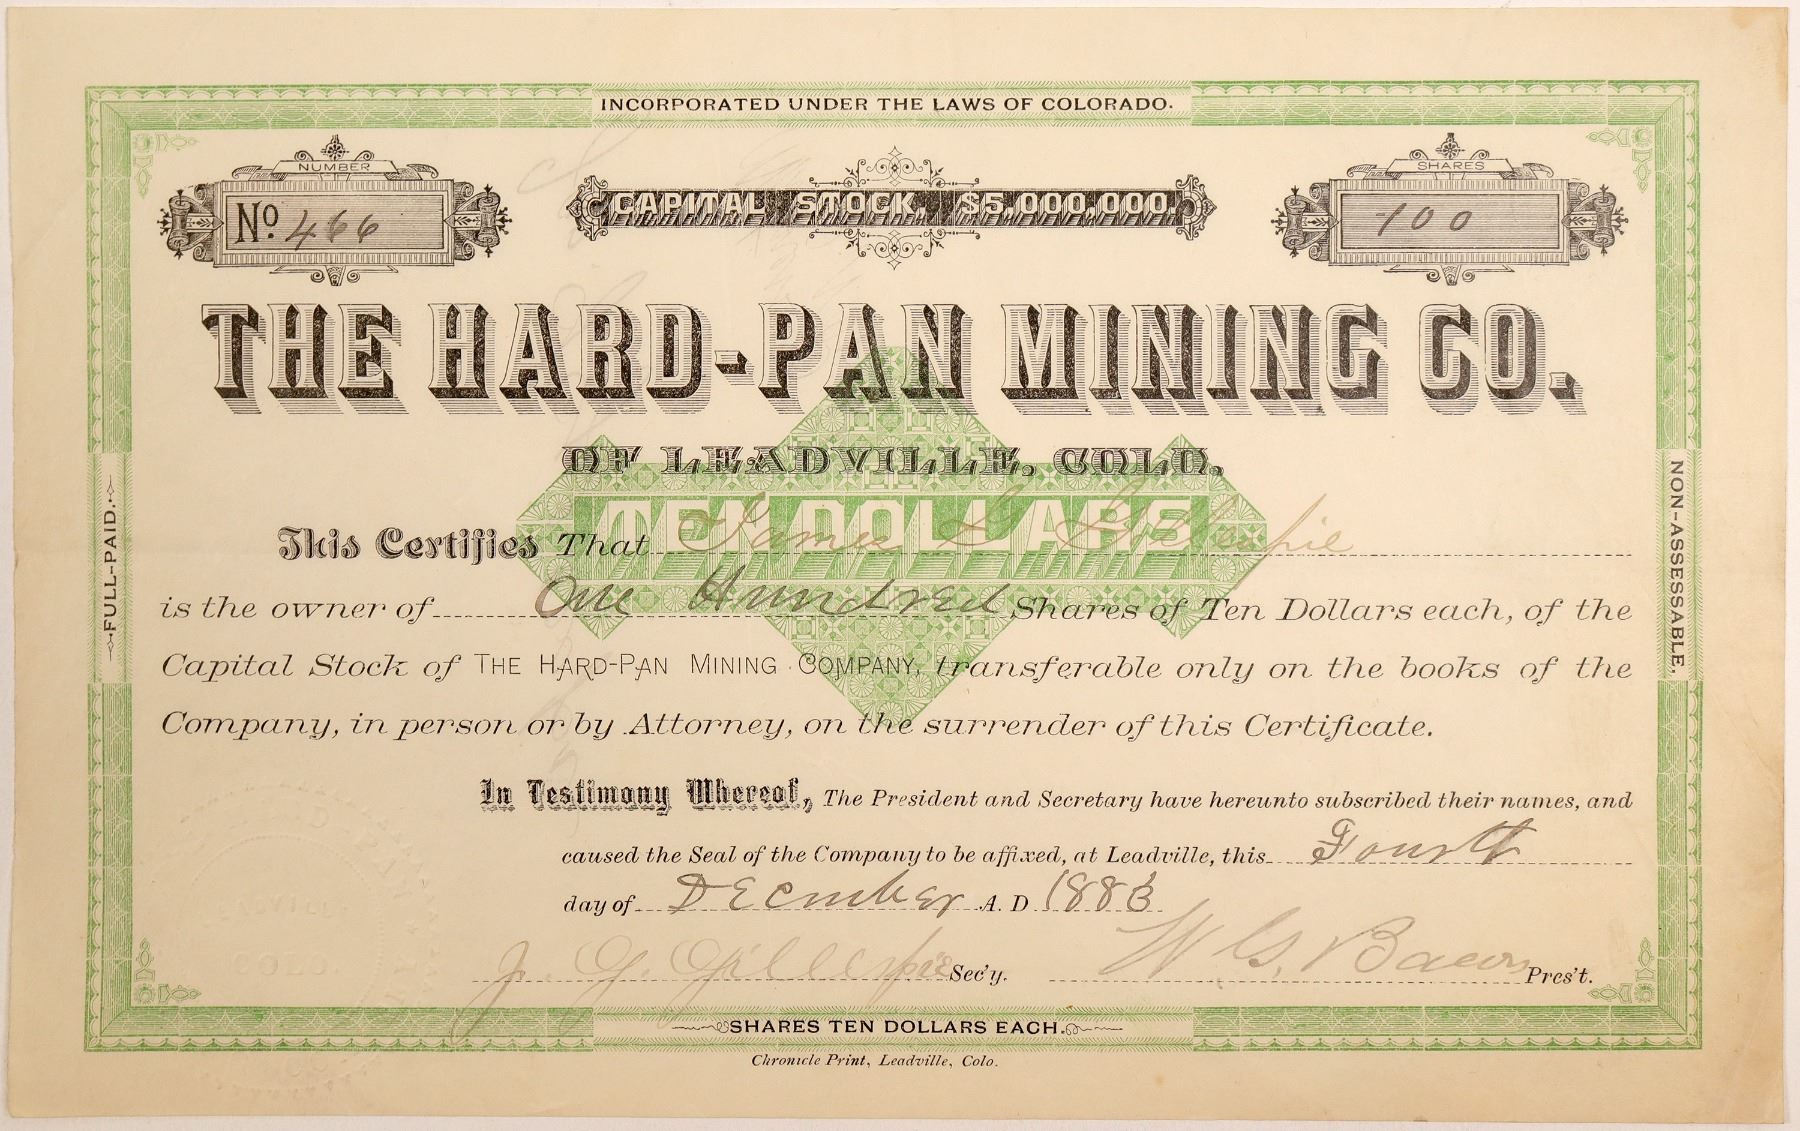 INCORPORATED UNDER THE LAWS OF COLORADO.
NUMBER
No 466
CAPITAL STOCK, $5,000,000.
SHARES
100
THE HARD-PAN MINING CO.
OF LEADVILLE, COLO.
TEN DOLLARS
This Certifies That James G Gillespie
is the owner of One Hundred Shares of Ten Dollars each, of the
Capital Stock of THE HARD-PAN MINING COMPANY, transferable only on the books of the
Company, in person or by Attorney, on the surrender of this Certificate.
In Testimony Whereof, The President and Secretary have hereunto subscribed their names, and
caused the Seal of the Company to be affixed, at Leadville, this Fourth
day of December A. D. 1883
J. G. Gillespie Sec'y. W G. Bacon Pres't.
FULL-PAID.
NON-ASSESSABLE.
SHARES TEN DOLLARS EACH.
Chronicle Print, Leadville, Colo.